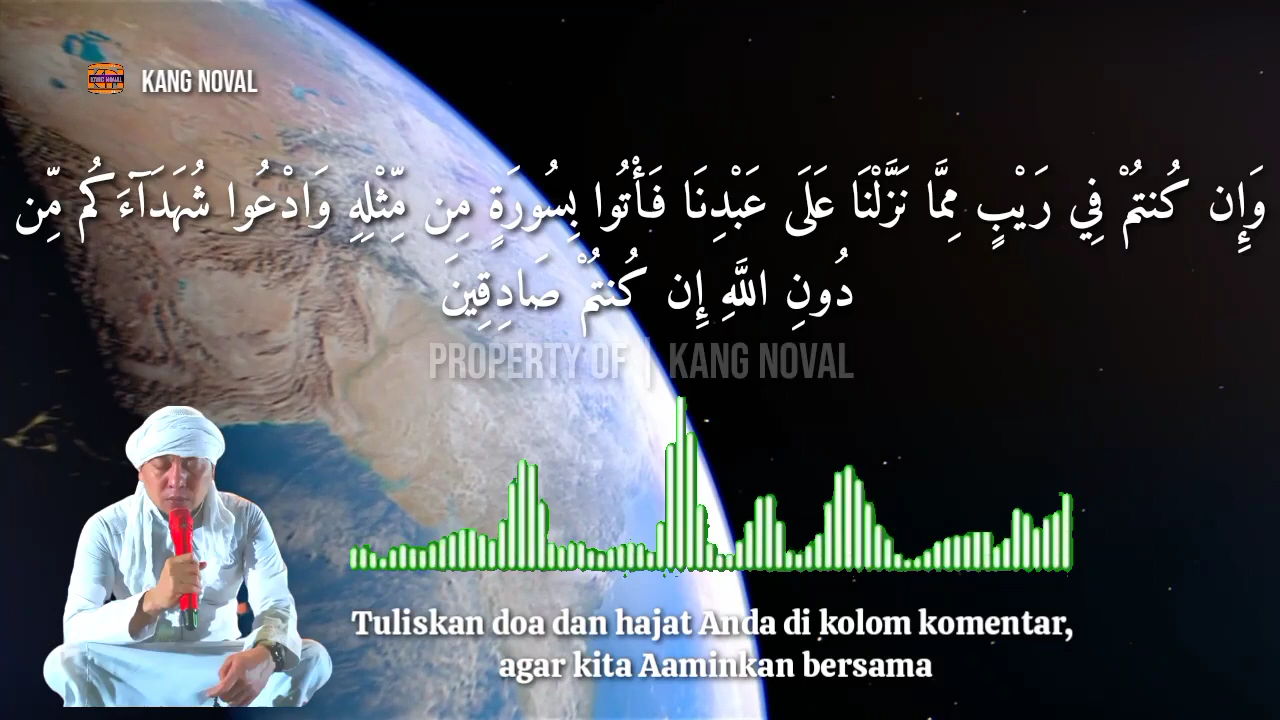 KANG NOVAL
وَإِن كُنتُمْ فِي رَيْبٍ مِمَّا نَزَّلْنَا عَلَى عَبْدِنَا فَأْتُوا بِسُورَةٍ مِن مِّثْلِهِ وَادْعُوا شُهَدَآءَكُم مِّن
دُونِ اللَّهِ إِن كُنتُمْ صَادِقِينَ
PROPERTY OF | KANG NOVAL
Tuliskan doa dan hajat Anda di kolom komentar,
agar kita Aaminkan bersama